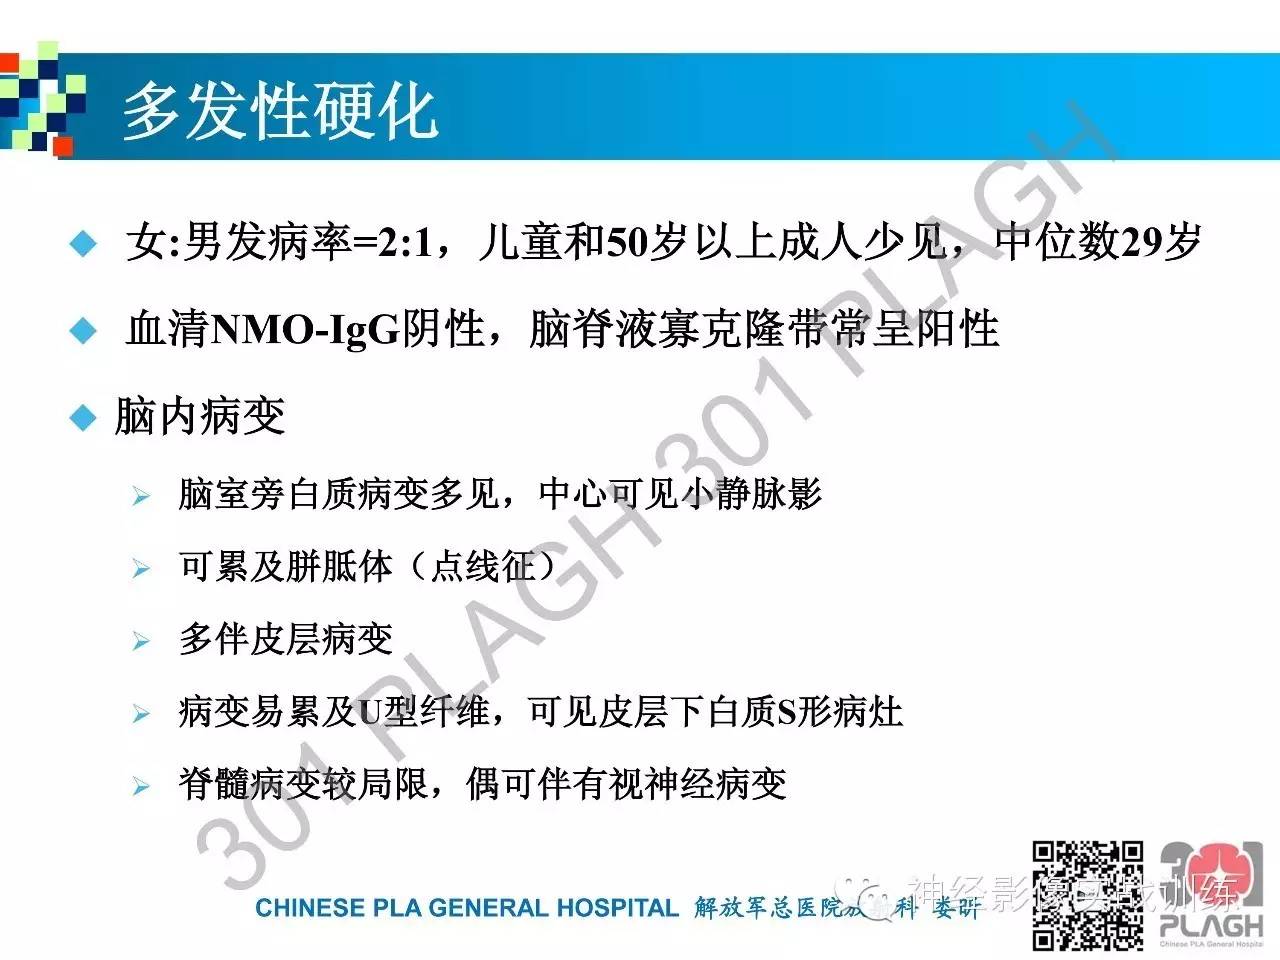 多发性硬化
女:男发病率=2:1，儿童和50岁以上成人少见，中位数29岁
血清NMO-IgG阴性，脑脊液寡克隆带常呈阳性
脑内病变
脑室旁白质病变多见，中心可见小静脉影
可累及胼胝体（点线征）
多伴皮层病变
病变易累及U型纤维，可见皮层下白质S形病灶
脊髓病变较局限，偶可伴有视神经病变
301 PLAGH 301 PLAGH
CHINESE PLA GENERAL HOSPITAL 解放军总医院放射科 娄昕
神经影像实战训练
301
PLAGH
Chinese PLA General Hospital